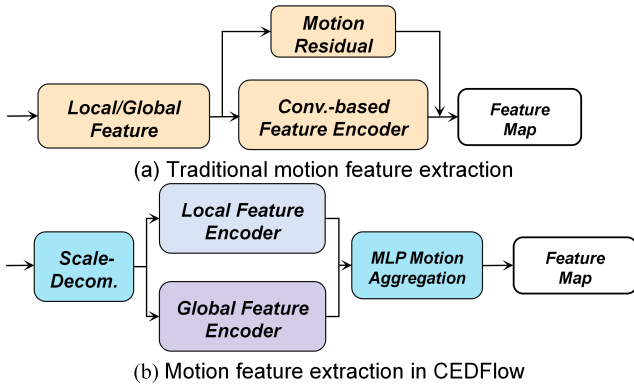 Motion
Residual
Local/Global
Feature
Conv.-based
Feature Encoder
Feature
Map
(a) Traditional motion feature extraction
Scale-
Decom.
Local Feature
Encoder
Global Feature
Encoder
MLP Motion
Aggregation
Feature
Map
(b) Motion feature extraction in CEDFlow